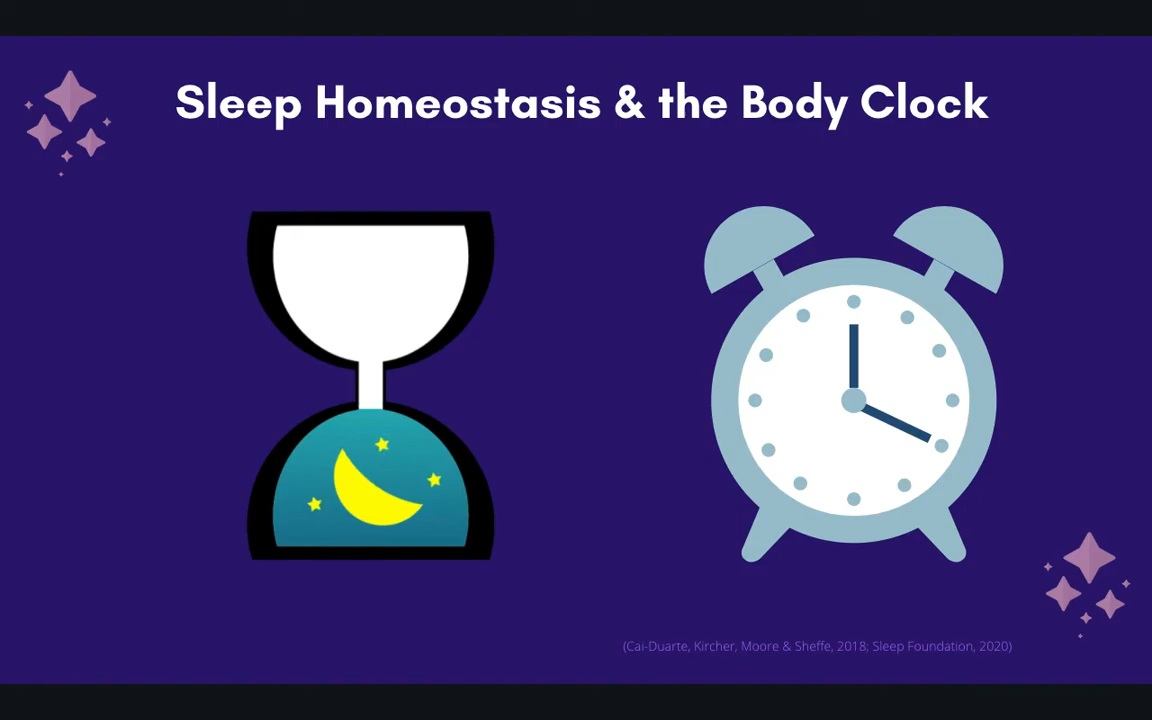 Sleep Homeostasis & the Body Clock
(Cai-Duarte, Kircher, Moore & Sheffe, 2018; Sleep Foundation, 2020)